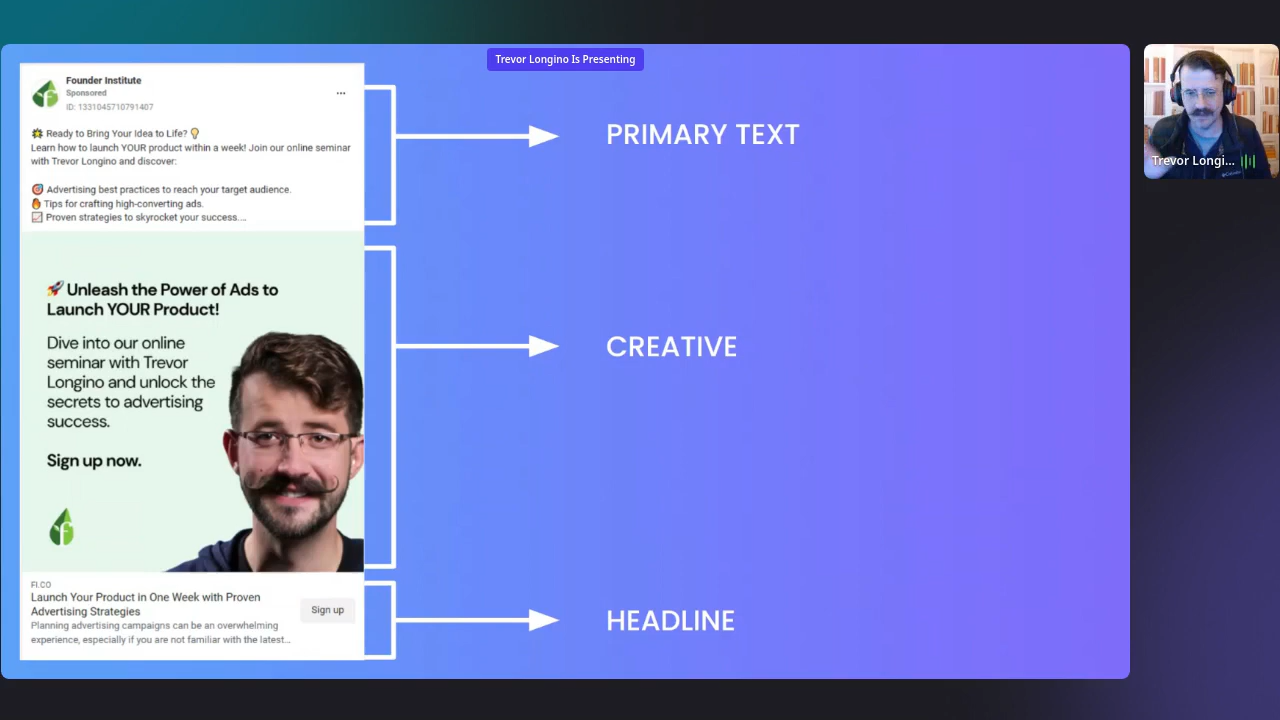 Trevor Longino Is Presenting
Founder Institute
Sponsored
ID: 1331045710791407
...
Ready to Bring Your Idea to Life?
Learn how to launch YOUR product within a week! Join our online seminar
with Trevor Longino and discover:
Advertising best practices to reach your target audience.
Tips for crafting high-converting ads.
Proven strategies to skyrocket your success....
PRIMARY TEXT
Unleash the Power of Ads to
Launch YOUR Product!
Dive into our online
seminar with Trevor
Longino and unlock the
secrets to advertising
success.
Sign up now.
CREATIVE
FI.CO
Launch Your Product in One Week with Proven
Advertising Strategies
Planning advertising campaigns can be an overwhelming
experience, especially if you are not familiar with the latest...
Sign up
HEADLINE
Trevor Longi...